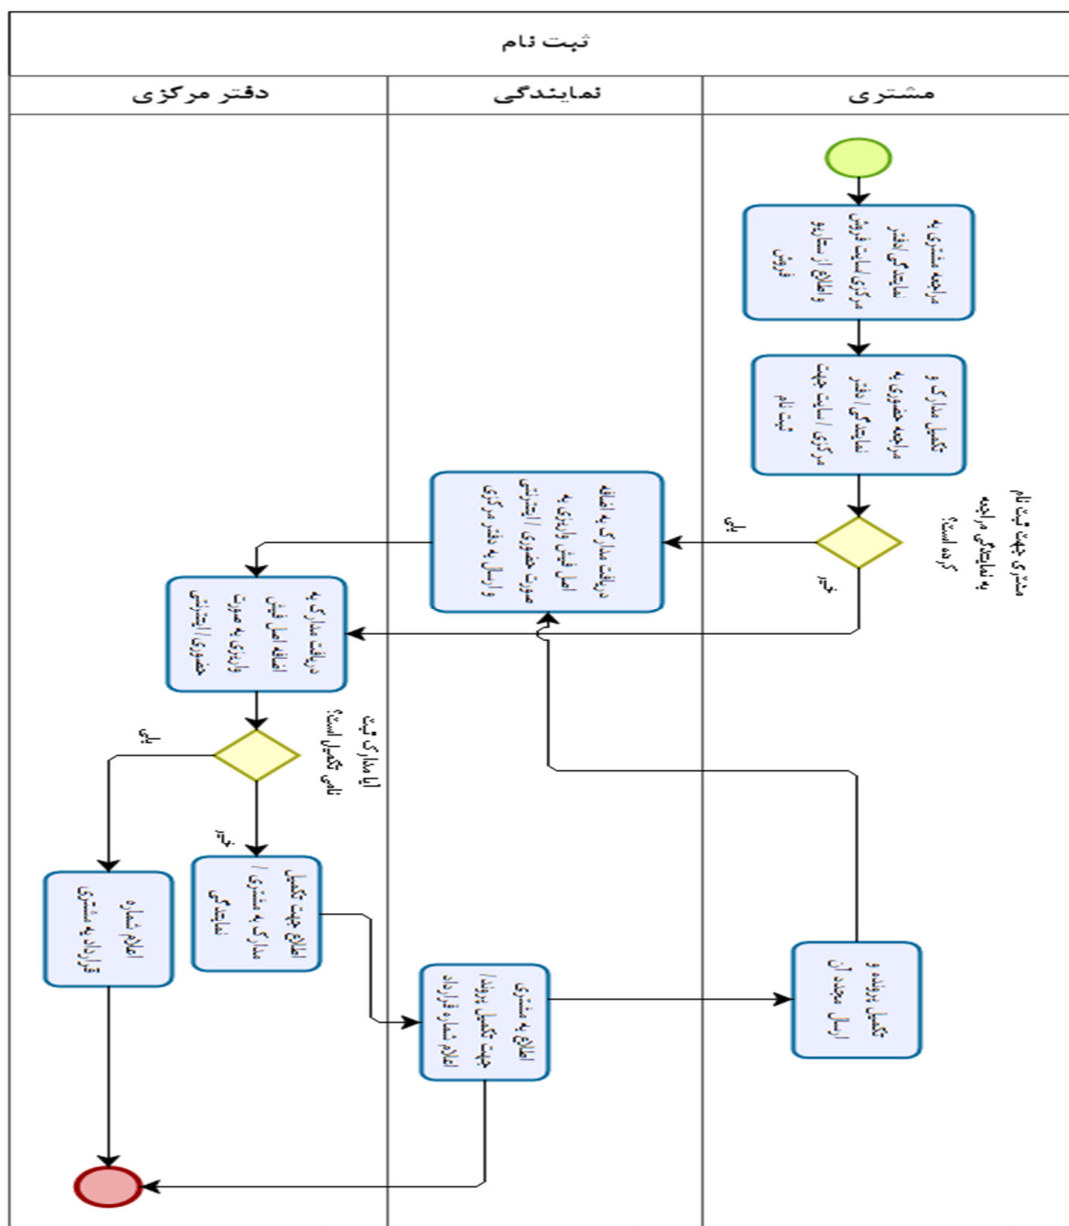 ثبت نام
مشتری
نمایندگی
دفتر مرکزی
مراجعه مشتری به
نمایندگی/دفتر
مرکزی/سایت فروش
و اطلاع از سناریو
فروش
تکمیل مدارک و
مراجعه حضوری به
نمایندگی/دفتر
مرکزی/سایت جهت
ثبت نام
مشتری جهت ثبت نام
به نمایندگی مراجعه
کرده است؟
بلی
خیر
دریافت مدارک به اضافه
اصل فیش واریزی به
صورت حضوری/اینترنتی
و ارسال به دفتر مرکزی
دریافت مدارک به
اضافه اصل فیش
واریزی به صورت
حضوری/اینترنتی
آیا مدارک ثبت
نامی تکمیل است؟
بلی
خیر
اعلام شماره
قرارداد به مشتری
اطلاع جهت تکمیل
مدارک به مشتری/
نمایندگی
اطلاع به مشتری
جهت تکمیل پروند/
اعلام شماره قرارداد
تکمیل پرونده و
ارسال مجدد آن